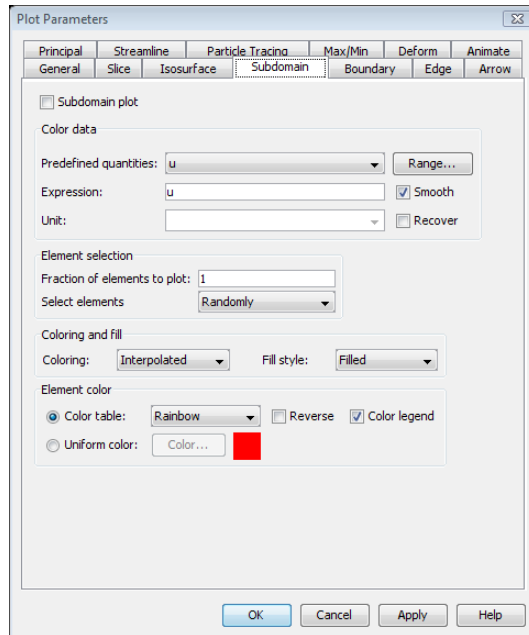 Plot Parameters
Principal Streamline Particle Tracing Max/Min Deform Animate
General Slice Isosurface Subdomain Boundary Edge Arrow
Subdomain plot
Color data
Predefined quantities: u Range...
Expression: u Smooth
Unit: Recover
Element selection
Fraction of elements to plot: 1
Select elements Randomly
Coloring and fill
Coloring: Interpolated Fill style: Filled
Element color
Color table: Rainbow Reverse Color legend
Uniform color: Color...
OK Cancel Apply Help